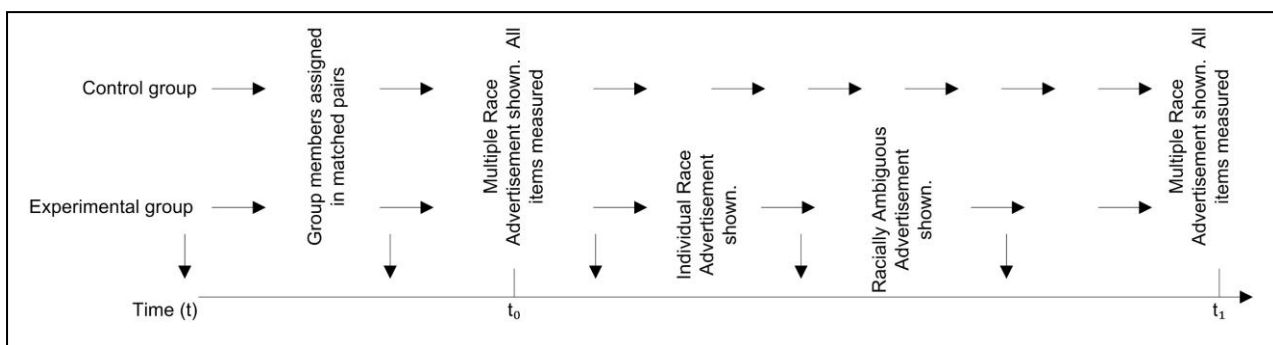 Control group
Experimental group
Group members assigned
in matched pairs
Multiple Race
Advertisement shown. All
items measured
Individual Race
Advertisement
shown.
Racially Ambiguous
Advertisement
shown.
Multiple Race
Advertisement shown. All
items measured
Time (t)
t₀
t₁